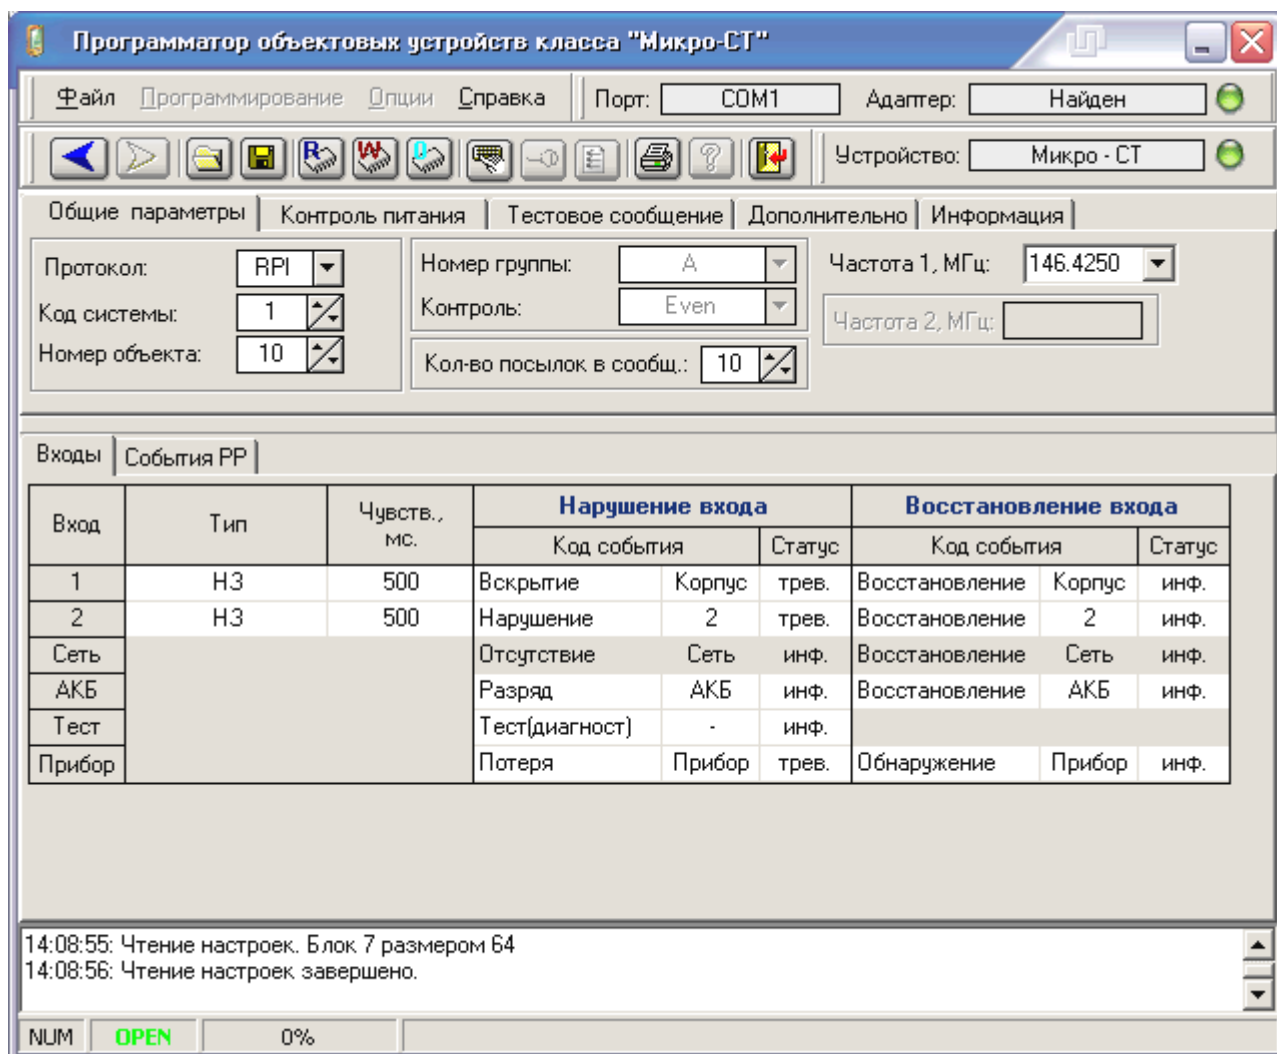 Программатор объектовых устройств класса "Микро-СТ"
Файл Программирование Опции Справка Порт: COM1 Адаптер: Найден
R W 0 ? Устройство: Микро - СТ
Общие параметры Контроль питания Тестовое сообщение Дополнительно Информация
Протокол: RPI Номер группы: A Частота 1, МГц: 146.4250
Код системы: 1 Контроль: Even Частота 2, МГц:
Номер объекта: 10 Кол-во посылок в сообщ.: 10
Входы События РР
Вход Тип Чувств., мс. Нарушение входа Восстановление входа
Код события Статус Код события Статус
1 НЗ 500 Вскрытие Корпус трев. Восстановление Корпус инф.
2 НЗ 500 Нарушение 2 трев. Восстановление 2 инф.
Сеть Отсутствие Сеть инф. Восстановление Сеть инф.
АКБ Разряд АКБ инф. Восстановление АКБ инф.
Тест Тест(диагност) - инф.
Прибор Потеря Прибор трев. Обнаружение Прибор инф.
14:08:55: Чтение настроек. Блок 7 размером 64
14:08:56: Чтение настроек завершено.
NUM OPEN 0%